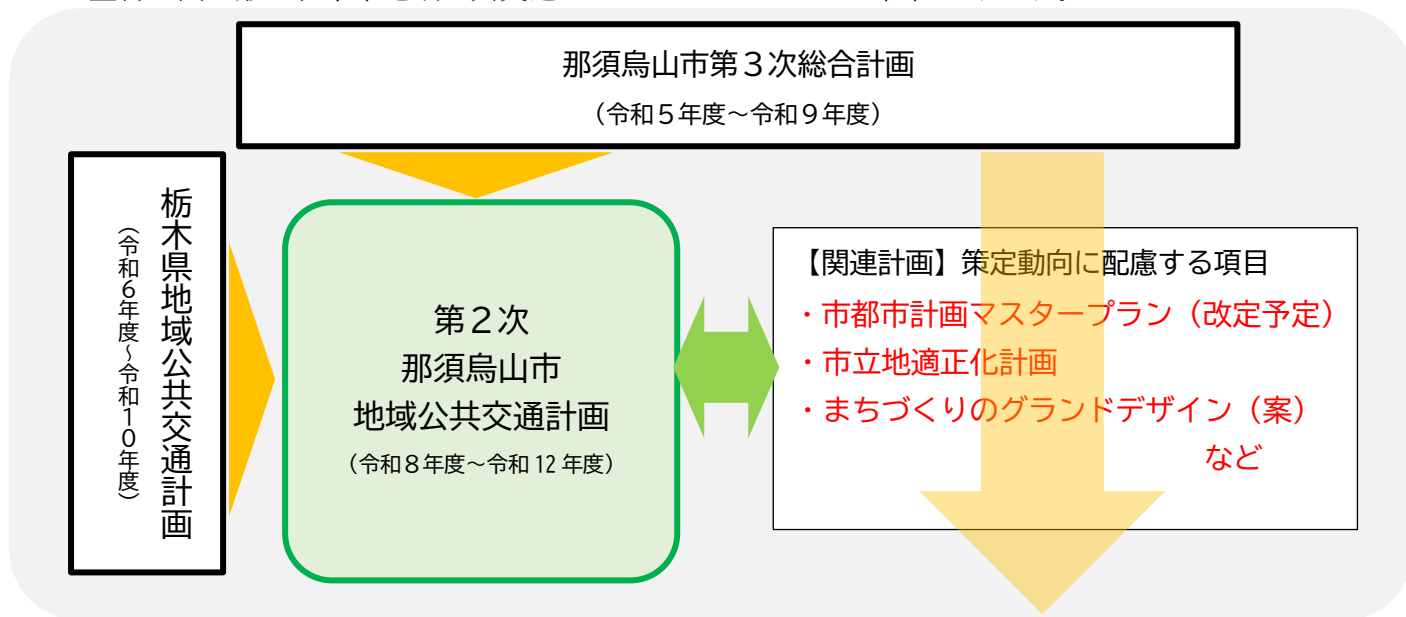 那須烏山市第３次総合計画
（令和５年度～令和９年度）
栃木県地域公共交通計画
（令和６年度～令和１０年度）
第２次
那須烏山市
地域公共交通計画
（令和８年度～令和 12 年度）
【関連計画】策定動向に配慮する項目
・市都市計画マスタープラン（改定予定）
・市立地適正化計画
・まちづくりのグランドデザイン（案）
など